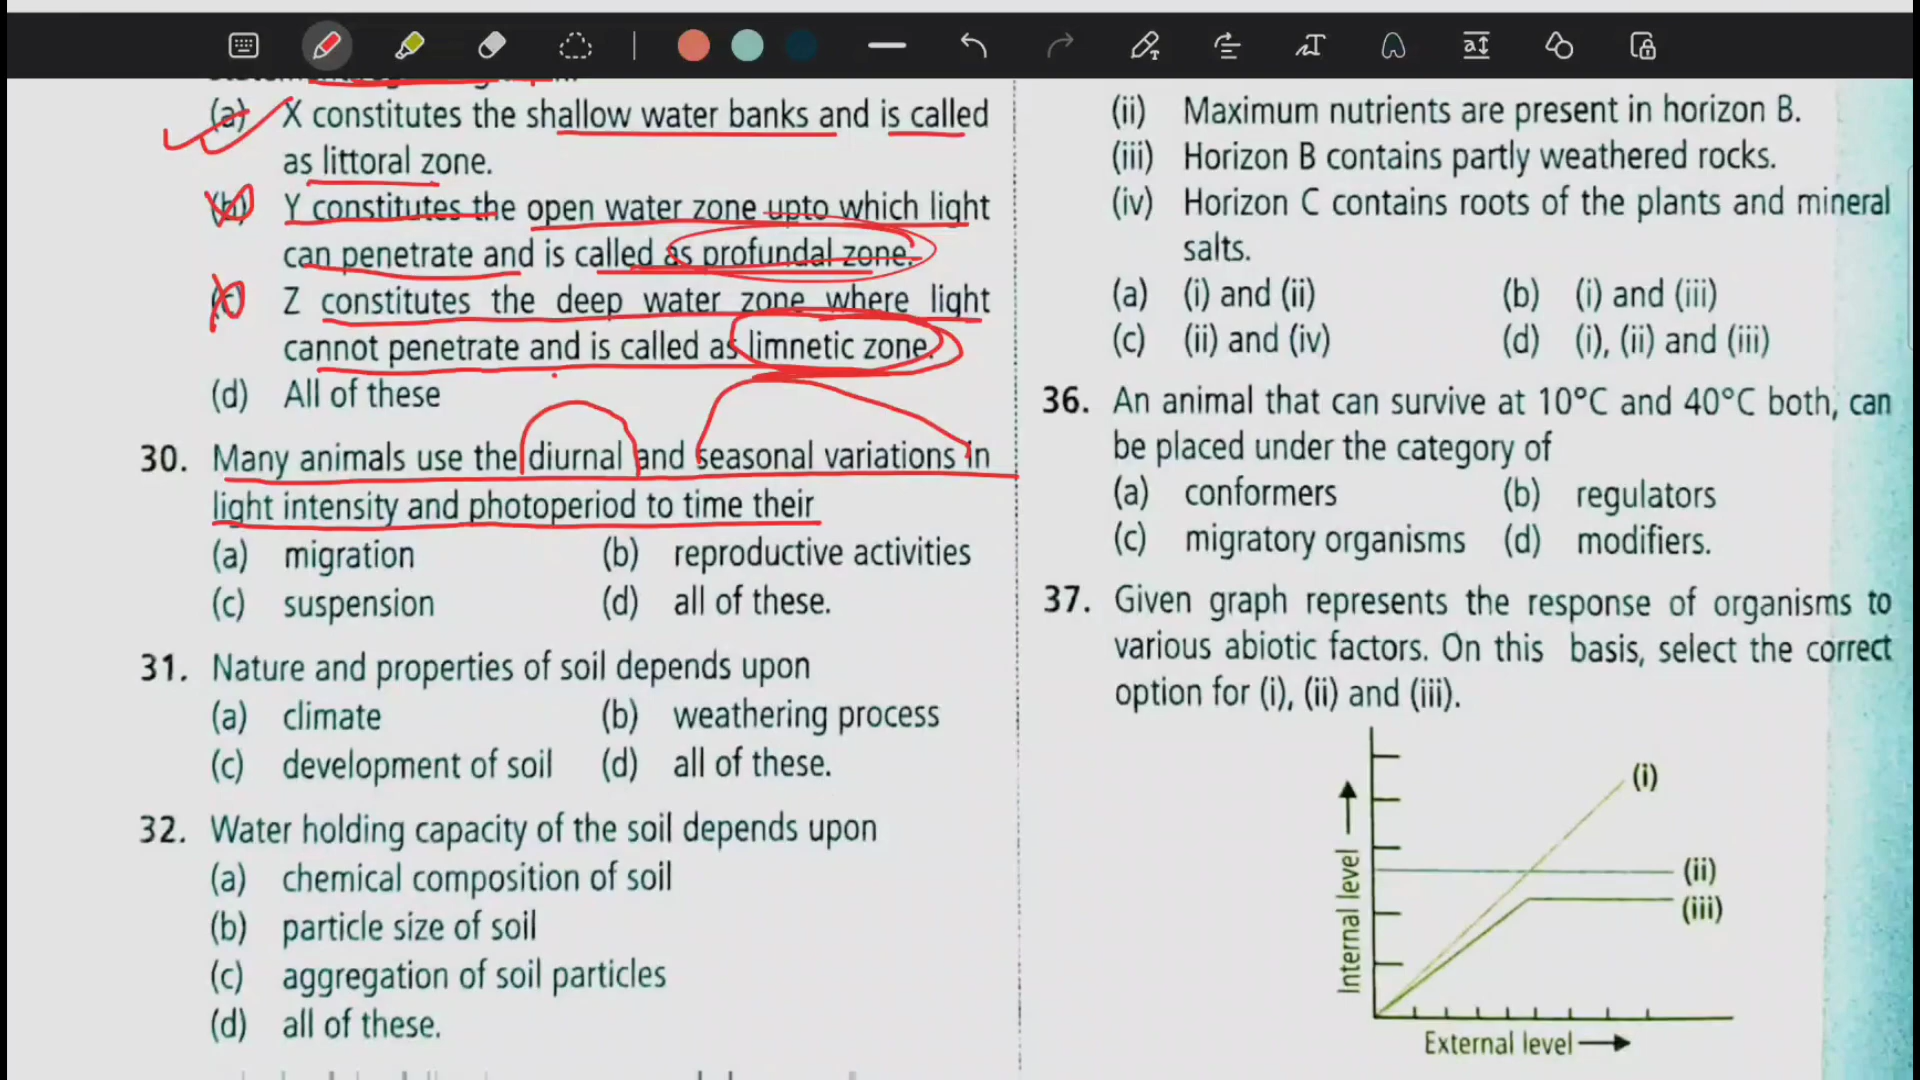 (a) X constitutes the shallow water banks and is called
as littoral zone.
(b) Y constitutes the open water zone upto which light
can penetrate and is called as profundal zone.
(c) Z constitutes the deep water zone where light
cannot penetrate and is called as limnetic zone.
(d) All of these
30. Many animals use the diurnal and seasonal variations in
light intensity and photoperiod to time their
(a) migration (b) reproductive activities
(c) suspension (d) all of these.
31. Nature and properties of soil depends upon
(a) climate (b) weathering process
(c) development of soil (d) all of these.
32. Water holding capacity of the soil depends upon
(a) chemical composition of soil
(b) particle size of soil
(c) aggregation of soil particles
(d) all of these.
(ii) Maximum nutrients are present in horizon B.
(iii) Horizon B contains partly weathered rocks.
(iv) Horizon C contains roots of the plants and mineral
salts.
(a) (i) and (ii) (b) (i) and (iii)
(c) (ii) and (iv) (d) (i), (ii) and (iii)
36. An animal that can survive at 10°C and 40°C both, can
be placed under the category of
(a) conformers (b) regulators
(c) migratory organisms (d) modifiers.
37. Given graph represents the response of organisms to
various abiotic factors. On this basis, select the correct
option for (i), (ii) and (iii).
(i)
(ii)
(iii)
Internal level
External level